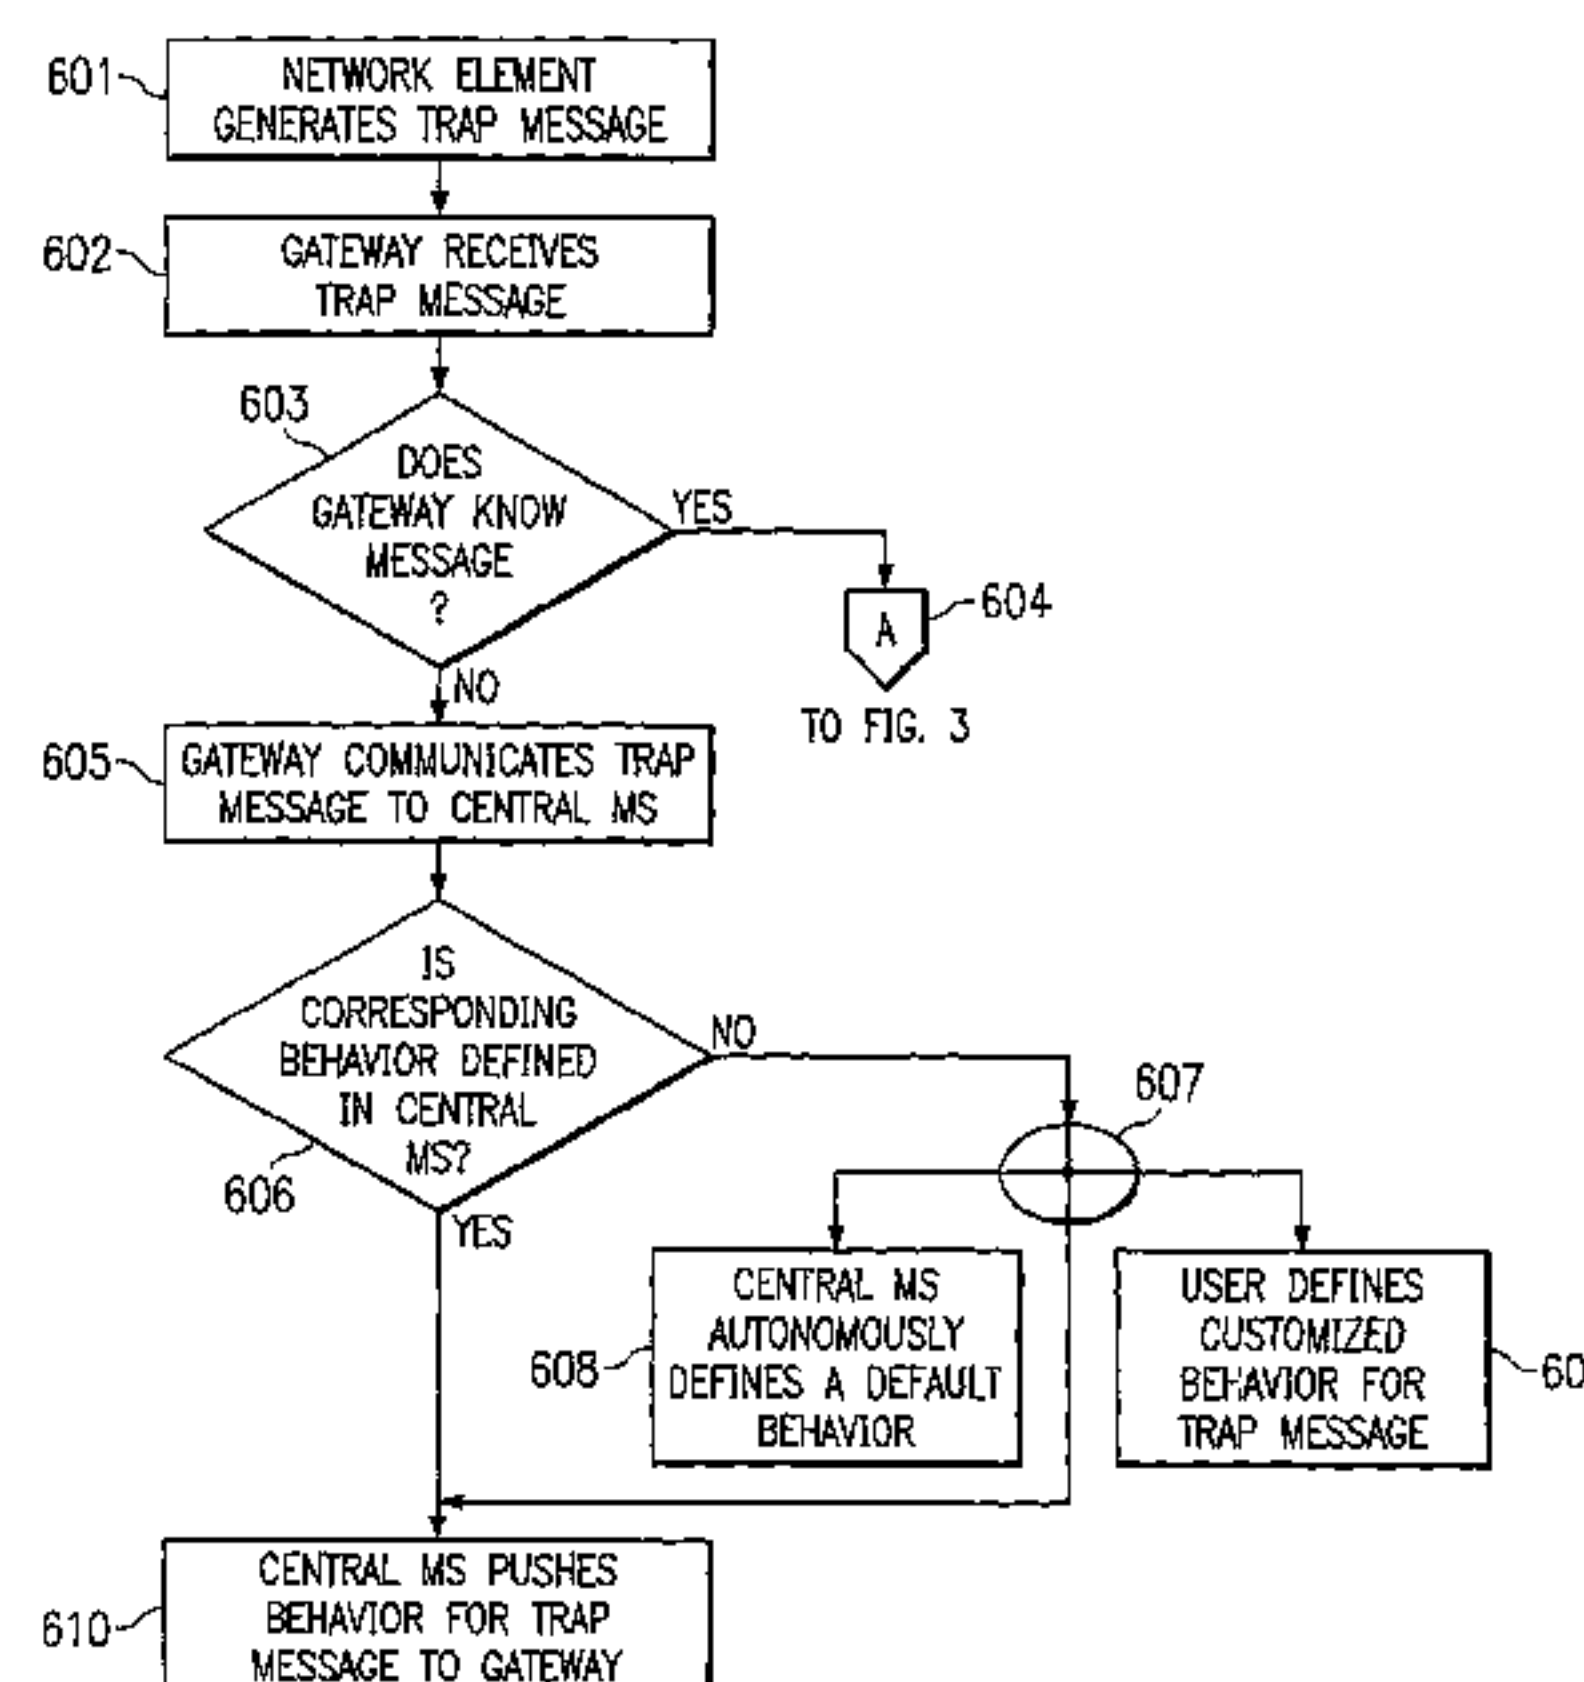 601
NETWORK ELEMENT
GENERATES TRAP MESSAGE
602
GATEWAY RECEIVES
TRAP MESSAGE
603
DOES
GATEWAY KNOW
MESSAGE
?
YES
A
604
TO FIG. 3
NO
605
GATEWAY COMMUNICATES TRAP
MESSAGE TO CENTRAL MS
IS
CORRESPONDING
BEHAVIOR DEFINED
IN CENTRAL
MS?
606
NO
607
YES
608
CENTRAL MS
AUTONOMOUSLY
DEFINES A DEFAULT
BEHAVIOR
USER DEFINES
CUSTOMIZED
BEHAVIOR FOR
TRAP MESSAGE
610
CENTRAL MS PUSHES
BEHAVIOR FOR TRAP
MESSAGE TO GATEWAY